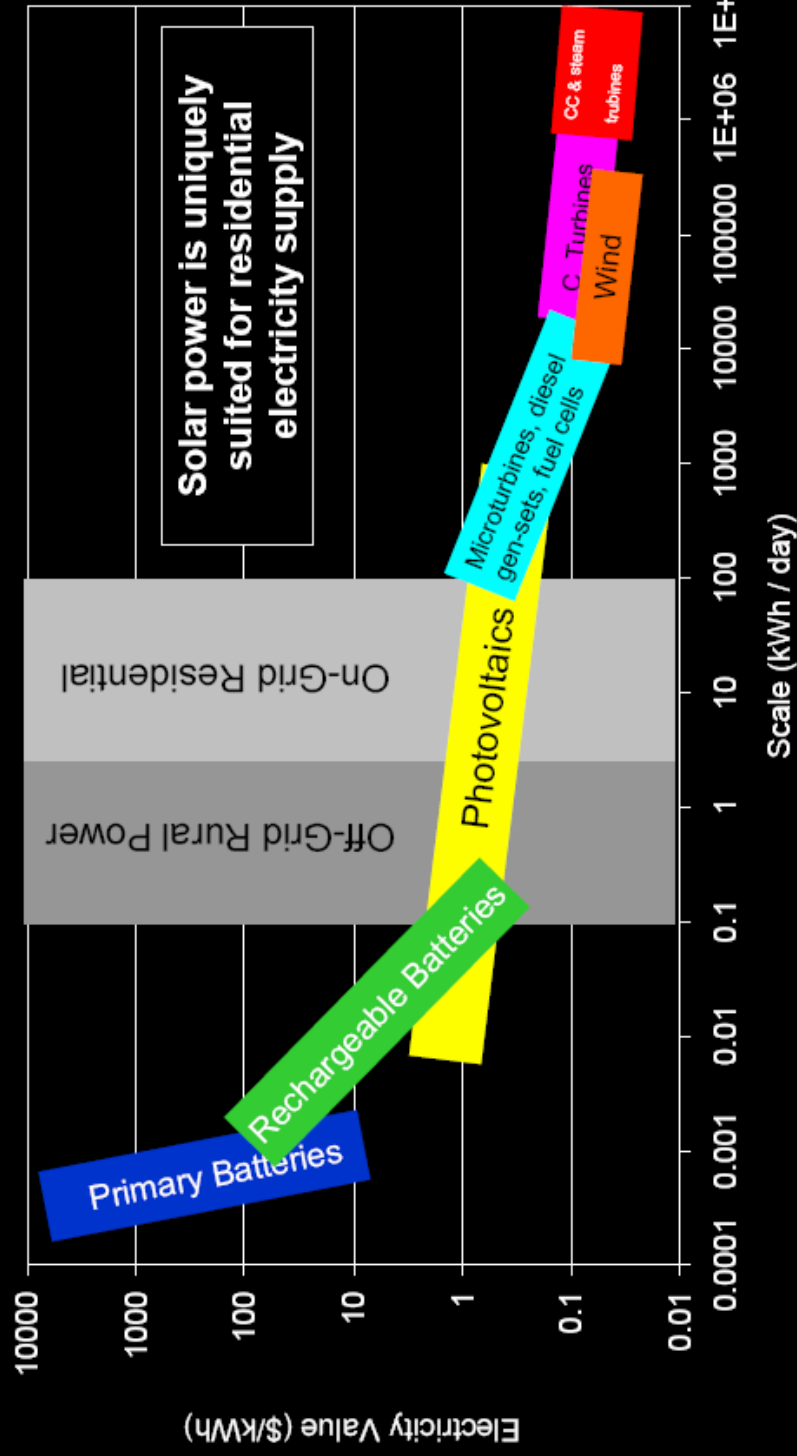 Solar power is uniquely
suited for residential
electricity supply
Electricity Value ($/kWh)
10000
1000
100
10
1
0.1
0.01
Off-Grid Rural Power
On-Grid Residential
Primary Batteries
Rechargeable Batteries
Photovoltaics
Microturbines, diesel
gen-sets, fuel cells
C. Turbines
Wind
CC & steam
trubines
0.0001
0.001
0.01
0.1
1
10
100
1000
10000
100000
1E+06
Scale (kWh / day)